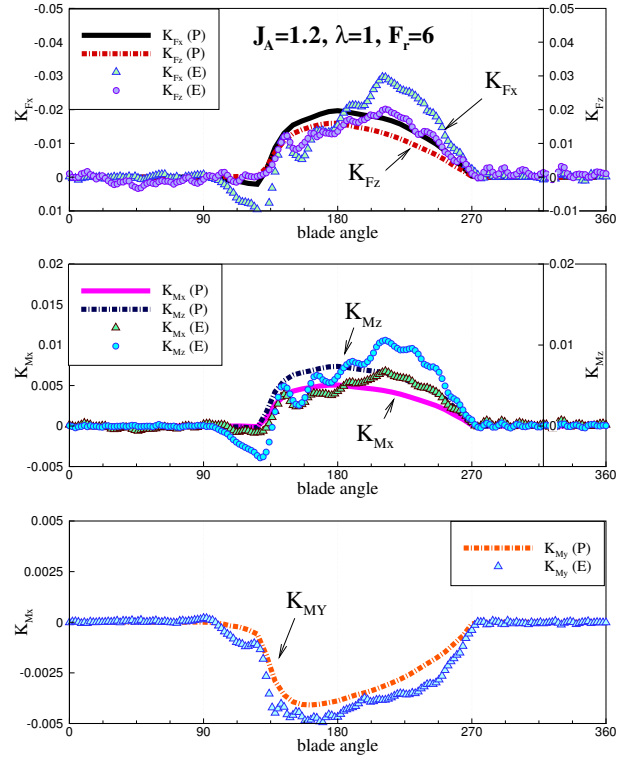 J_A=1.2, λ=1, F_r=6
K_Fx (P)
K_Fz (P)
K_Fx (E)
K_Fz (E)
-0.05
-0.04
-0.03
-0.02
-0.01
0
0.01
K_Fx
-0.05
-0.04
-0.03
-0.02
-0.01
0
-0.01
K_Fz
K_Fx
K_Fz
0 90 180 270 360
blade angle
K_Mx (P)
K_Mz (P)
K_Mx (E)
K_Mz (E)
0.02
0.015
0.01
0.005
0
-0.005
K_Mx
0.02
0.01
0
K_Mz
K_Mz
K_Mx
0 90 180 270 360
blade angle
K_My (P)
K_My (E)
0.005
0.0025
0
-0.0025
-0.005
K_Mx
K_MY
0 90 180 270 360
blade angle